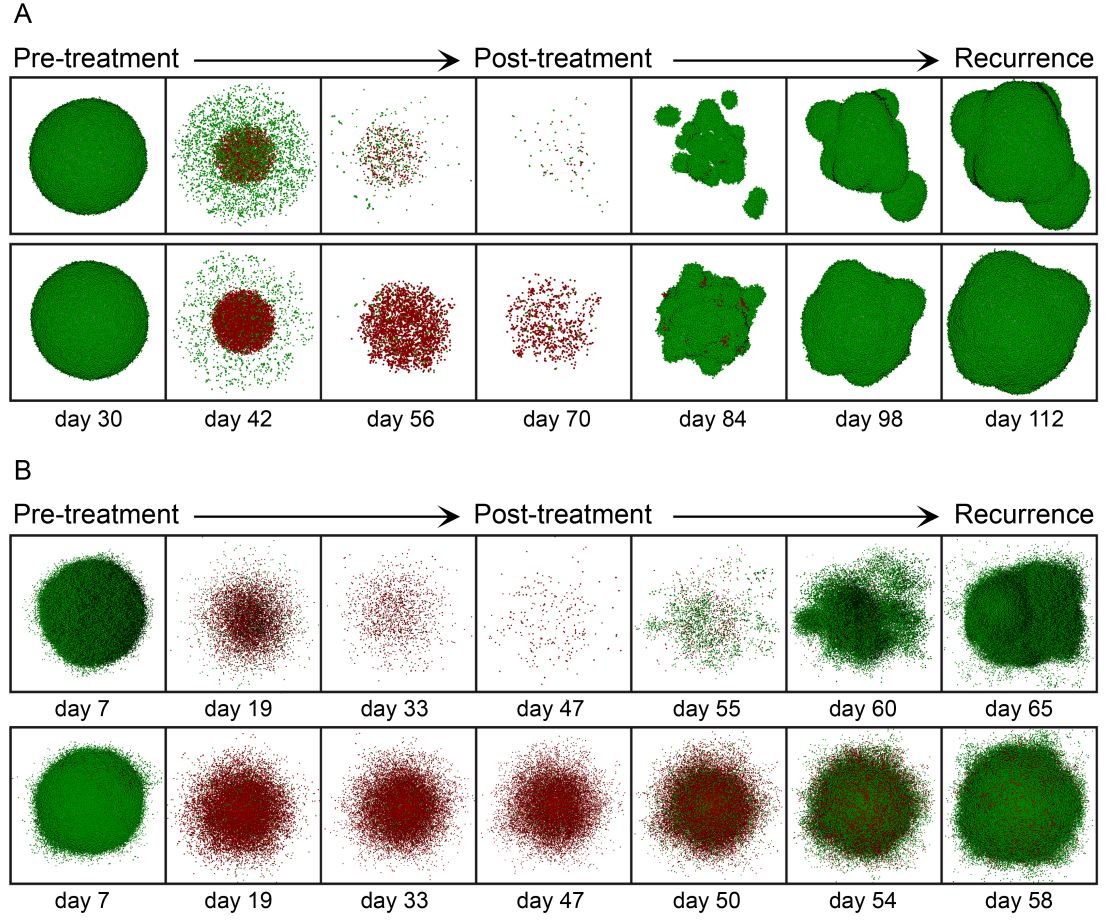 A
Pre-treatment Post-treatment Recurrence
day 30 day 42 day 56 day 70 day 84 day 98 day 112
B
Pre-treatment Post-treatment Recurrence
day 7 day 19 day 33 day 47 day 55 day 60 day 65
day 7 day 19 day 33 day 47 day 50 day 54 day 58